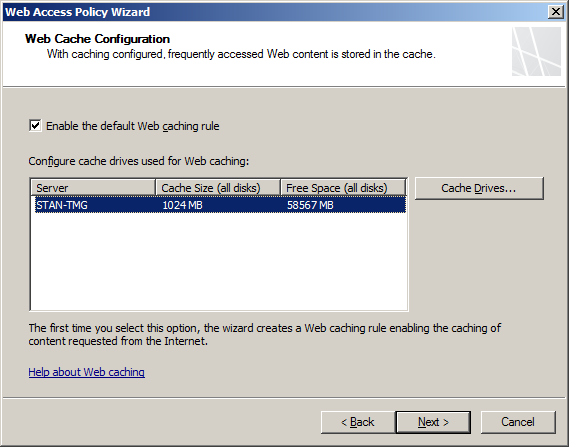 Web Access Policy Wizard
Web Cache Configuration
With caching configured, frequently accessed Web content is stored in the cache.
Enable the default Web caching rule
Configure cache drives used for Web caching:
Server Cache Size (all disks) Free Space (all disks)
Cache Drives...
STAN-TMG 1024 MB 58567 MB
The first time you select this option, the wizard creates a Web caching rule enabling the caching of
content requested from the Internet.
Help about Web caching
< Back Next > Cancel